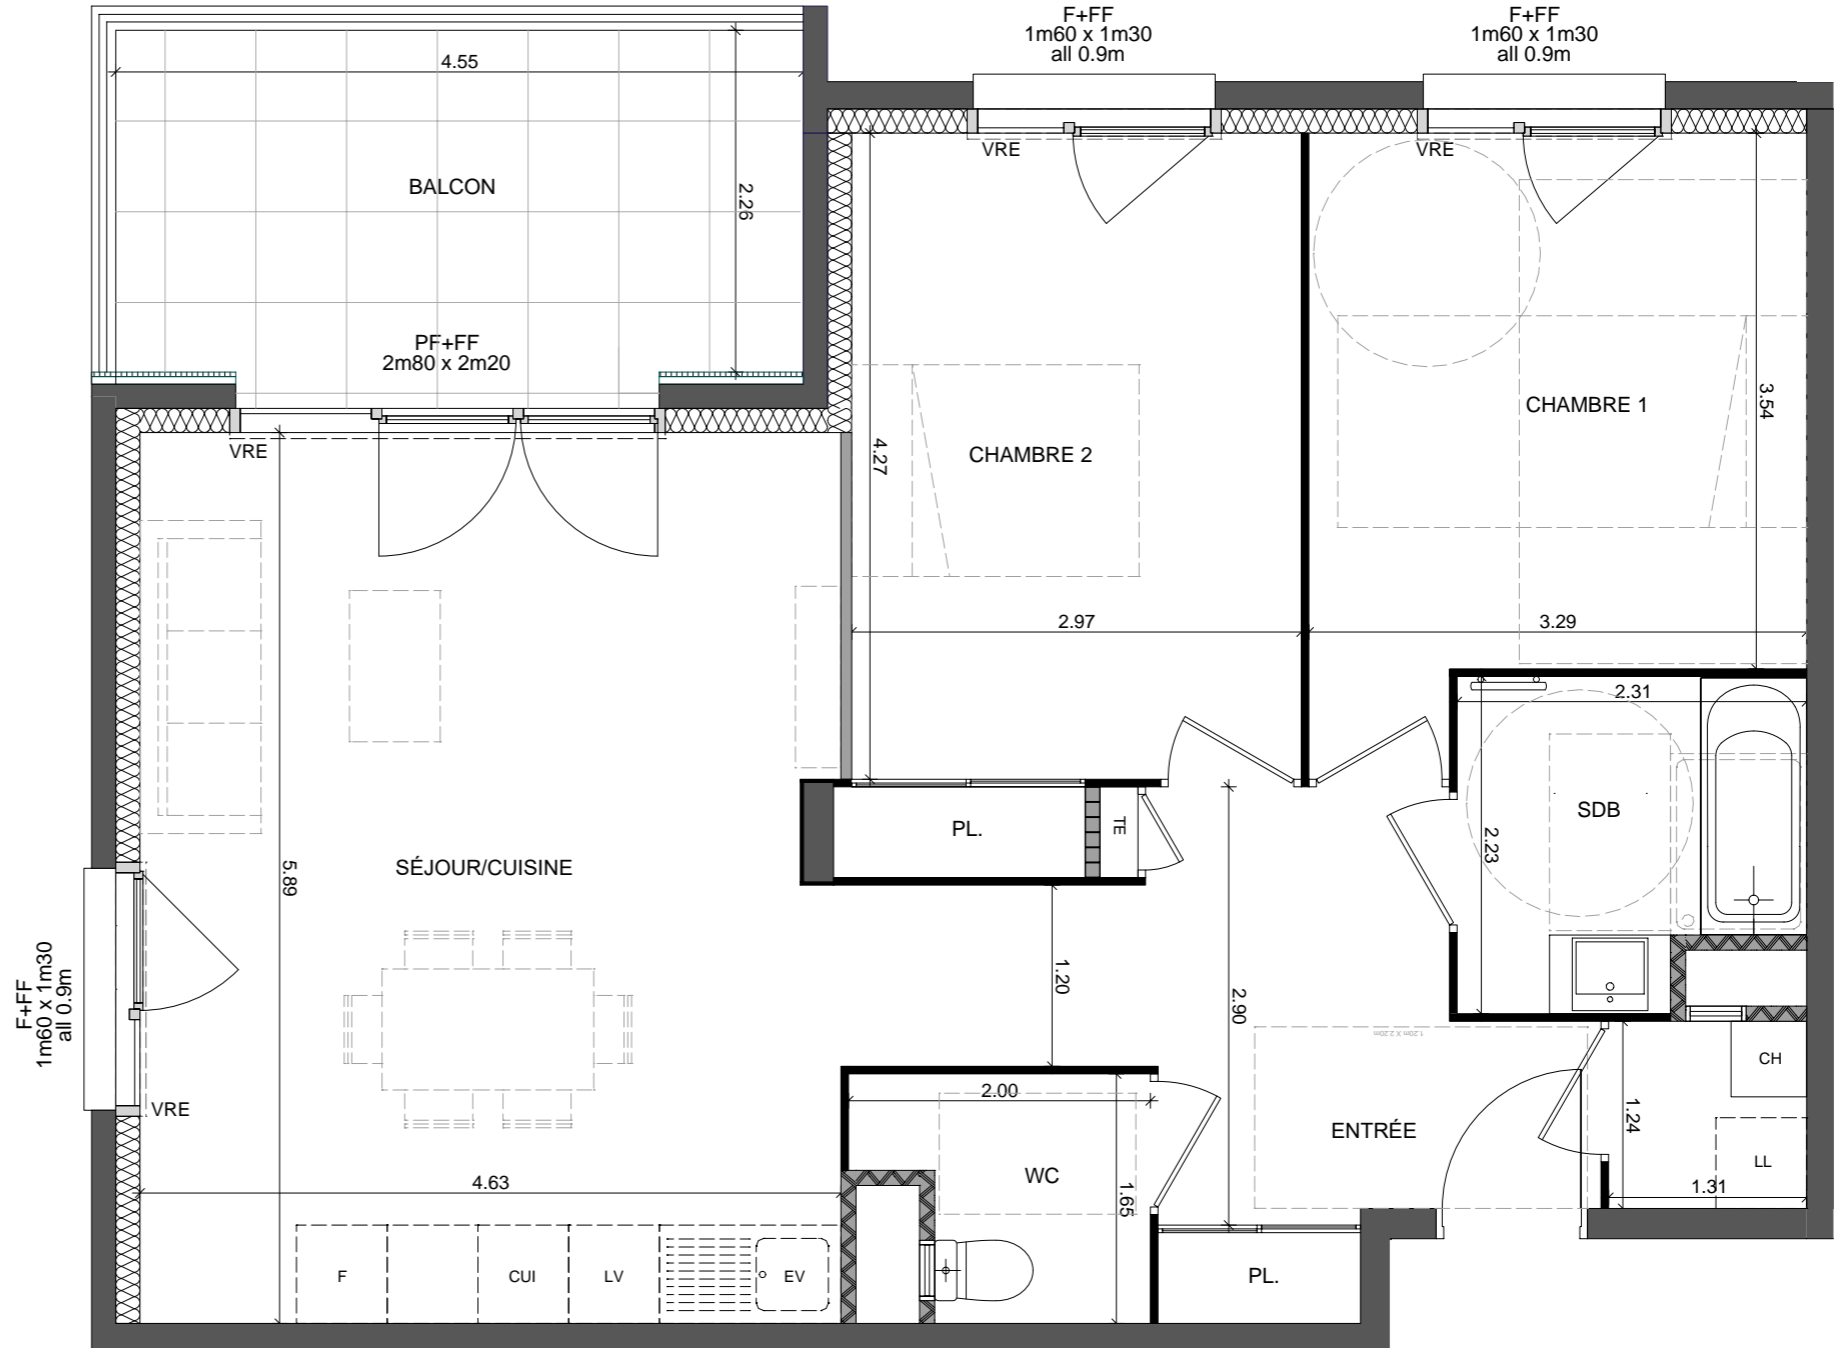 F+FF
1m60 x 1m30
all 0.9m
F+FF
1m60 x 1m30
all 0.9m
4.55
VRE
VRE
BALCON
2.26
PF+FF
2m80 x 2m20
3.54
CHAMBRE 1
4.27
CHAMBRE 2
VRE
2.97
3.29
2.31
SDB
2.23
PL.
TE
5.89
SÉJOUR/CUISINE
F+FF
1m60 x 1m30
all 0.9m
1.20
2.90
1.20m X 2.20m
CH
2.00
VRE
1.24
ENTRÉE
WC
1.65
LL
4.63
1.31
F
CUI
LV
EV
PL.